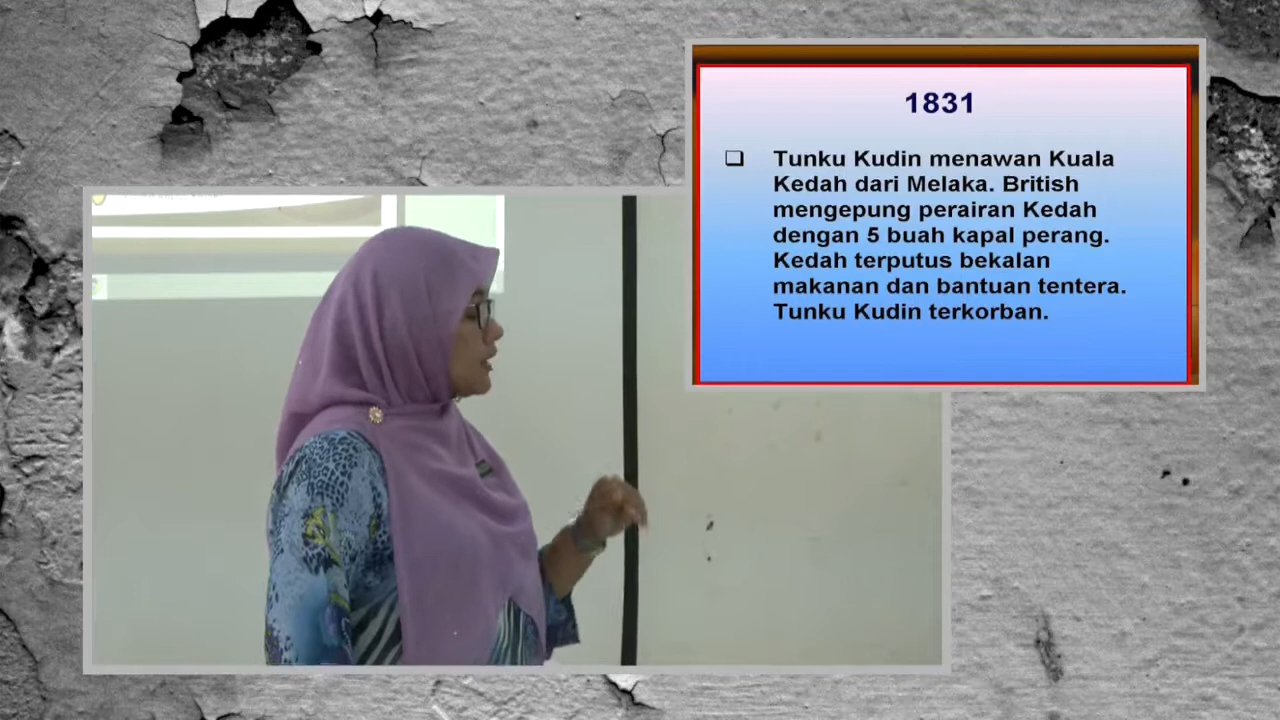 1831
❑ Tunku Kudin menawan Kuala
Kedah dari Melaka. British
mengepung perairan Kedah
dengan 5 buah kapal perang.
Kedah terputus bekalan
makanan dan bantuan tentera.
Tunku Kudin terkorban.